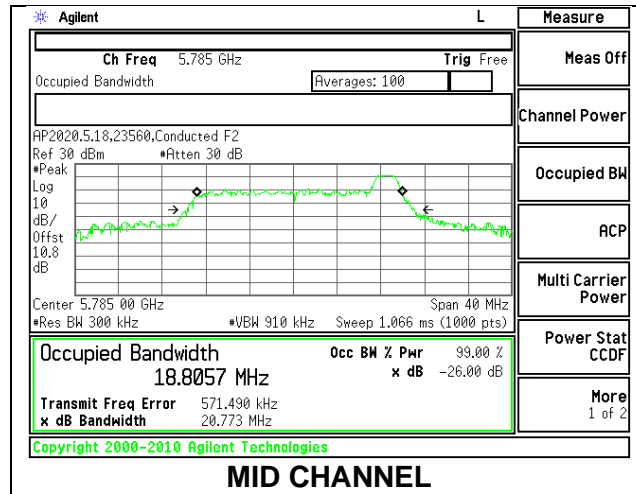 Agilent L
Ch Freq 5.785 GHz Trig Free
Occupied Bandwidth Averages: 100
AP2020.5.18,23560,Conducted F2
Ref 30 dBm #Atten 30 dB
#Peak
Log
10
dB/
Offst
10.8
dB
Center 5.785 00 GHz Span 40 MHz
#Res BW 300 kHz #VBW 910 kHz Sweep 1.066 ms (1000 pts)
Occupied Bandwidth Occ BW % Pwr 99.00 %
18.8057 MHz x dB -26.00 dB
Transmit Freq Error 571.490 kHz
x dB Bandwidth 20.773 MHz
Copyright 2000-2010 Agilent Technologies
Measure
Meas Off
Channel Power
Occupied BW
ACP
Multi Carrier
Power
Power Stat
CCDF
More
1 of 2
MID CHANNEL